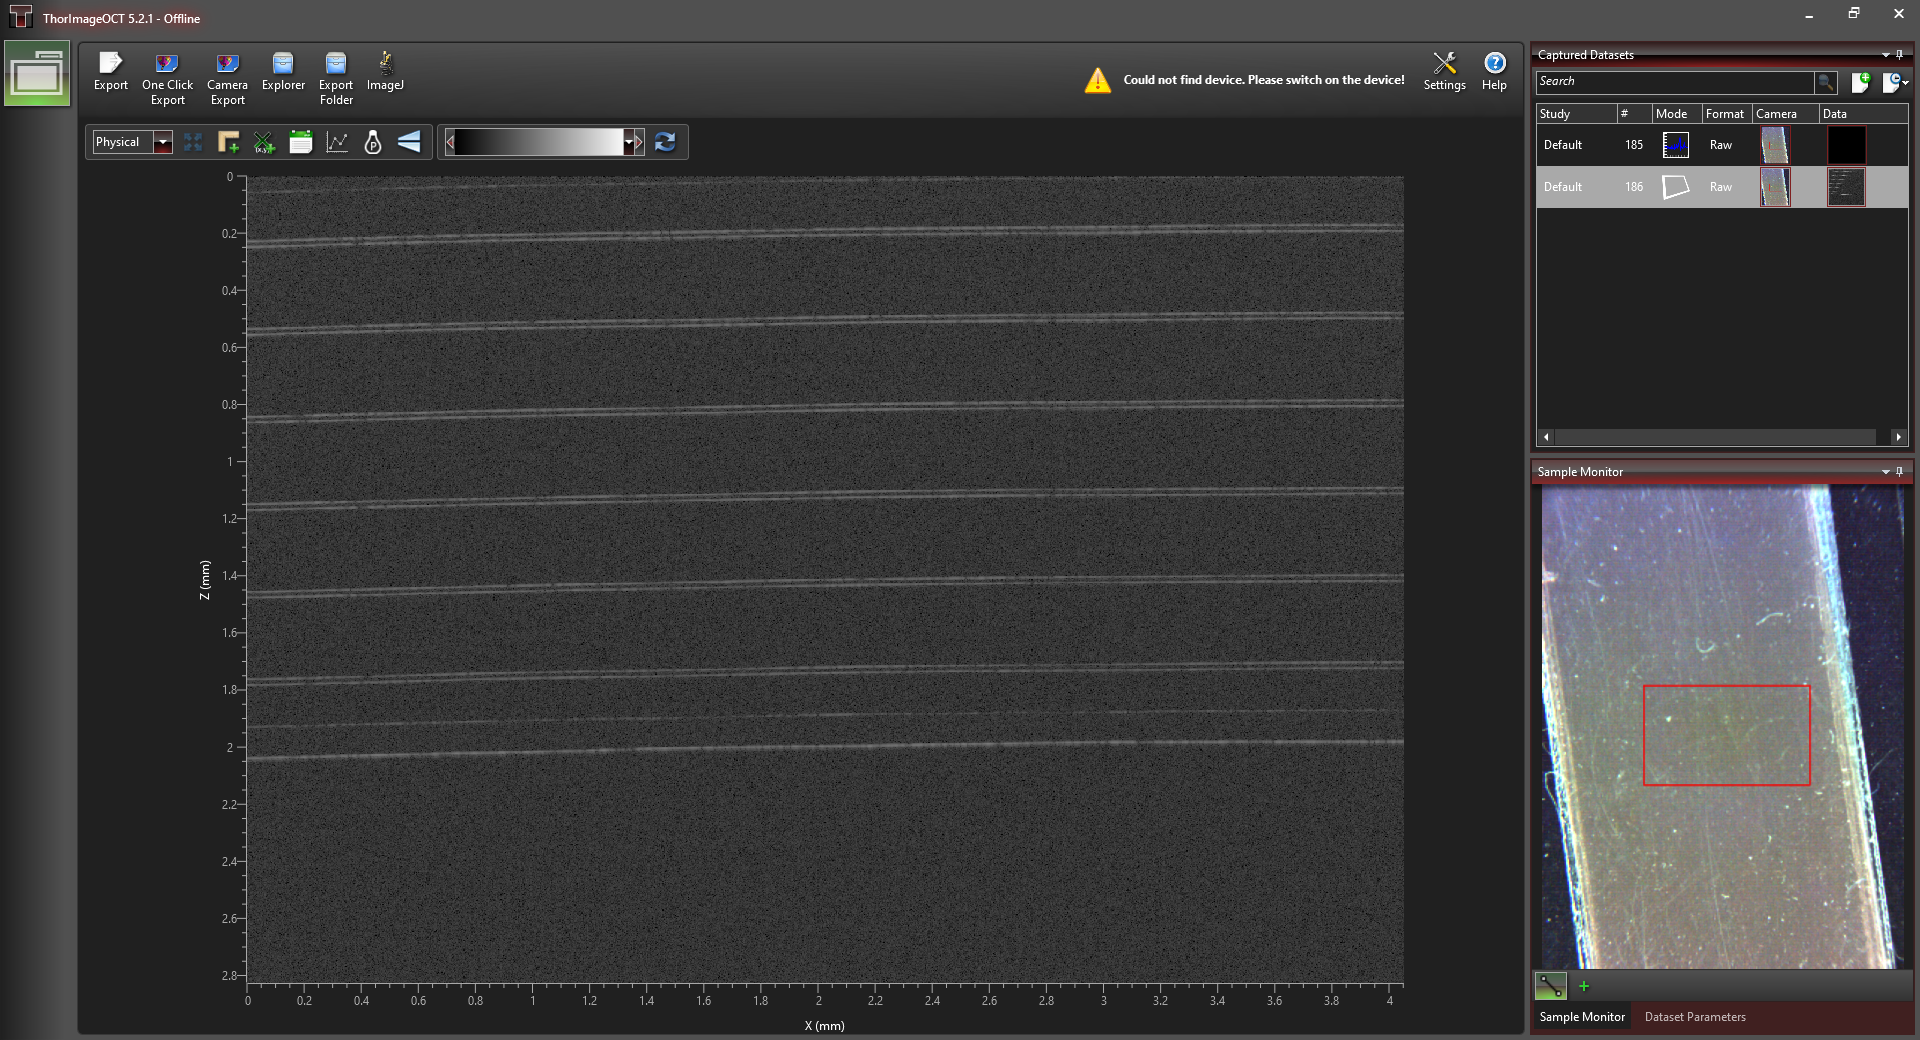 ThorImageOCT 5.2.1 - Offline
Export
One Click
Export
Camera
Export
Explorer
Export
Folder
ImageJ
Could not find device. Please switch on the device!
Settings
Help
Physical
(x,y)
P
0
0.2
0.4
0.6
0.8
1
1.2
1.4
1.6
1.8
2
2.2
2.4
2.6
2.8
Z (mm)
0 0.2 0.4 0.6 0.8 1 1.2 1.4 1.6 1.8 2 2.2 2.4 2.6 2.8 3 3.2 3.4 3.6 3.8 4
X (mm)
Captured Datasets
Search
Study # Mode Format Camera Data
Default 185 Raw
Default 186 Raw
Sample Monitor
Sample Monitor Dataset Parameters